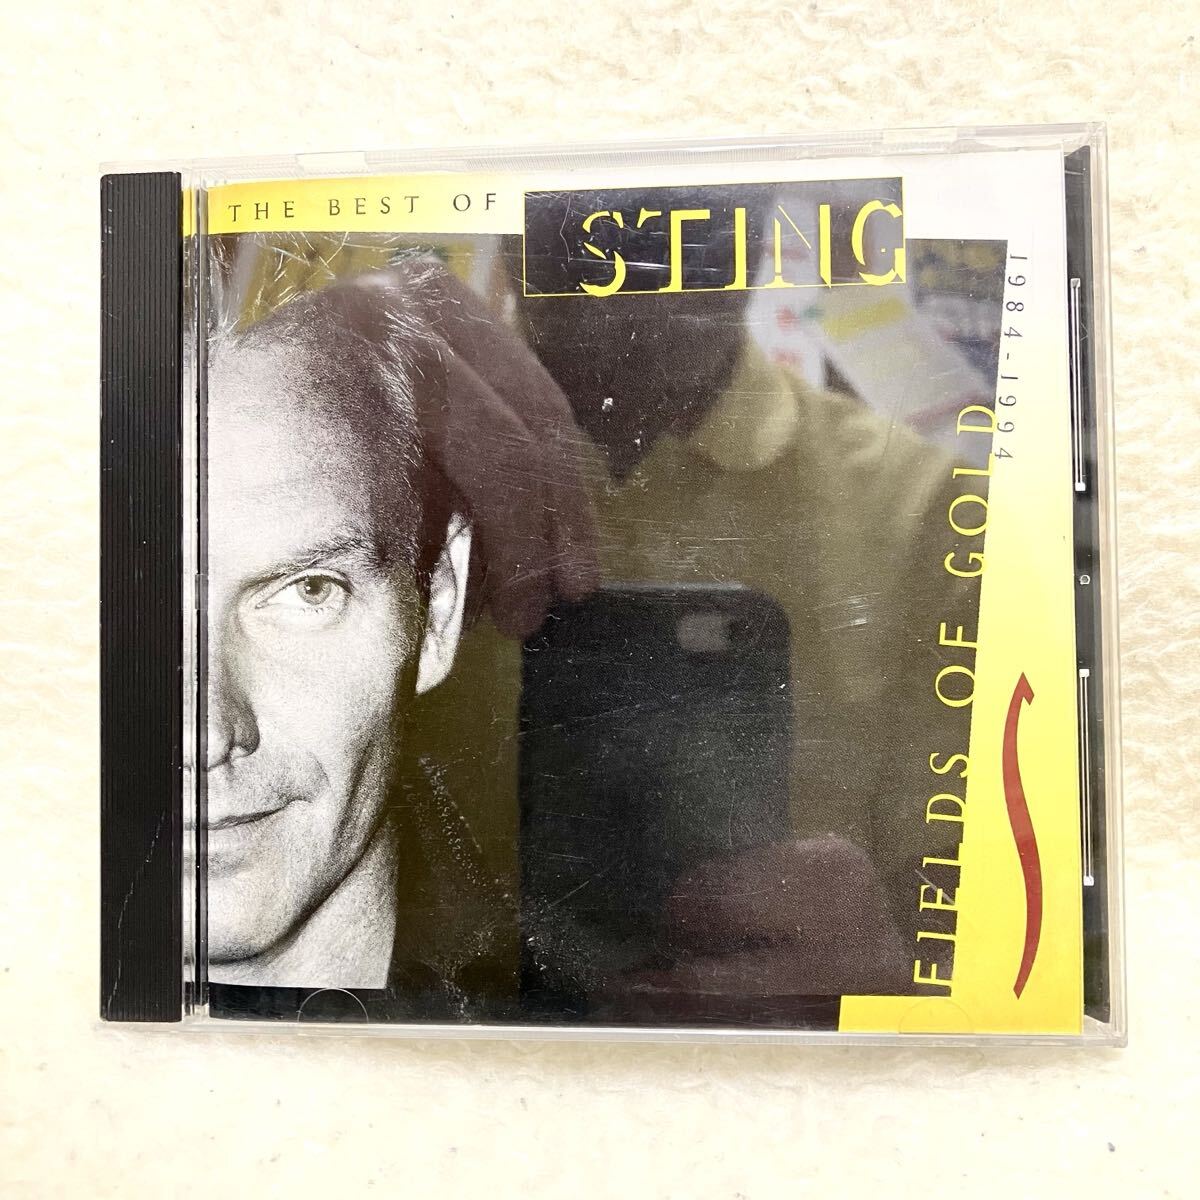 THE BEST OF
STING
1984-1994
FIELDS OF GOLD